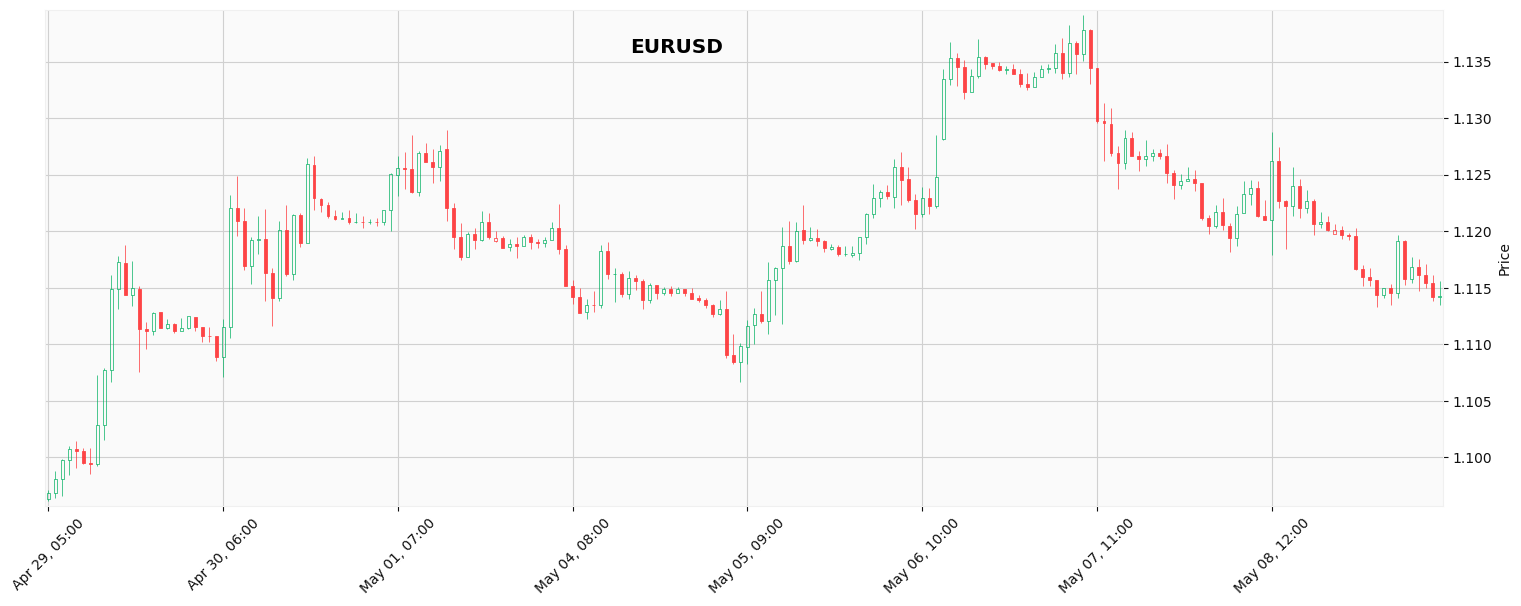 EURUSD
1.135
1.130
1.125
1.120
1.115
1.110
1.105
1.100
Price
Apr 29, 05:00
Apr 30, 06:00
May 01, 07:00
May 04, 08:00
May 05, 09:00
May 06, 10:00
May 07, 11:00
May 08, 12:00